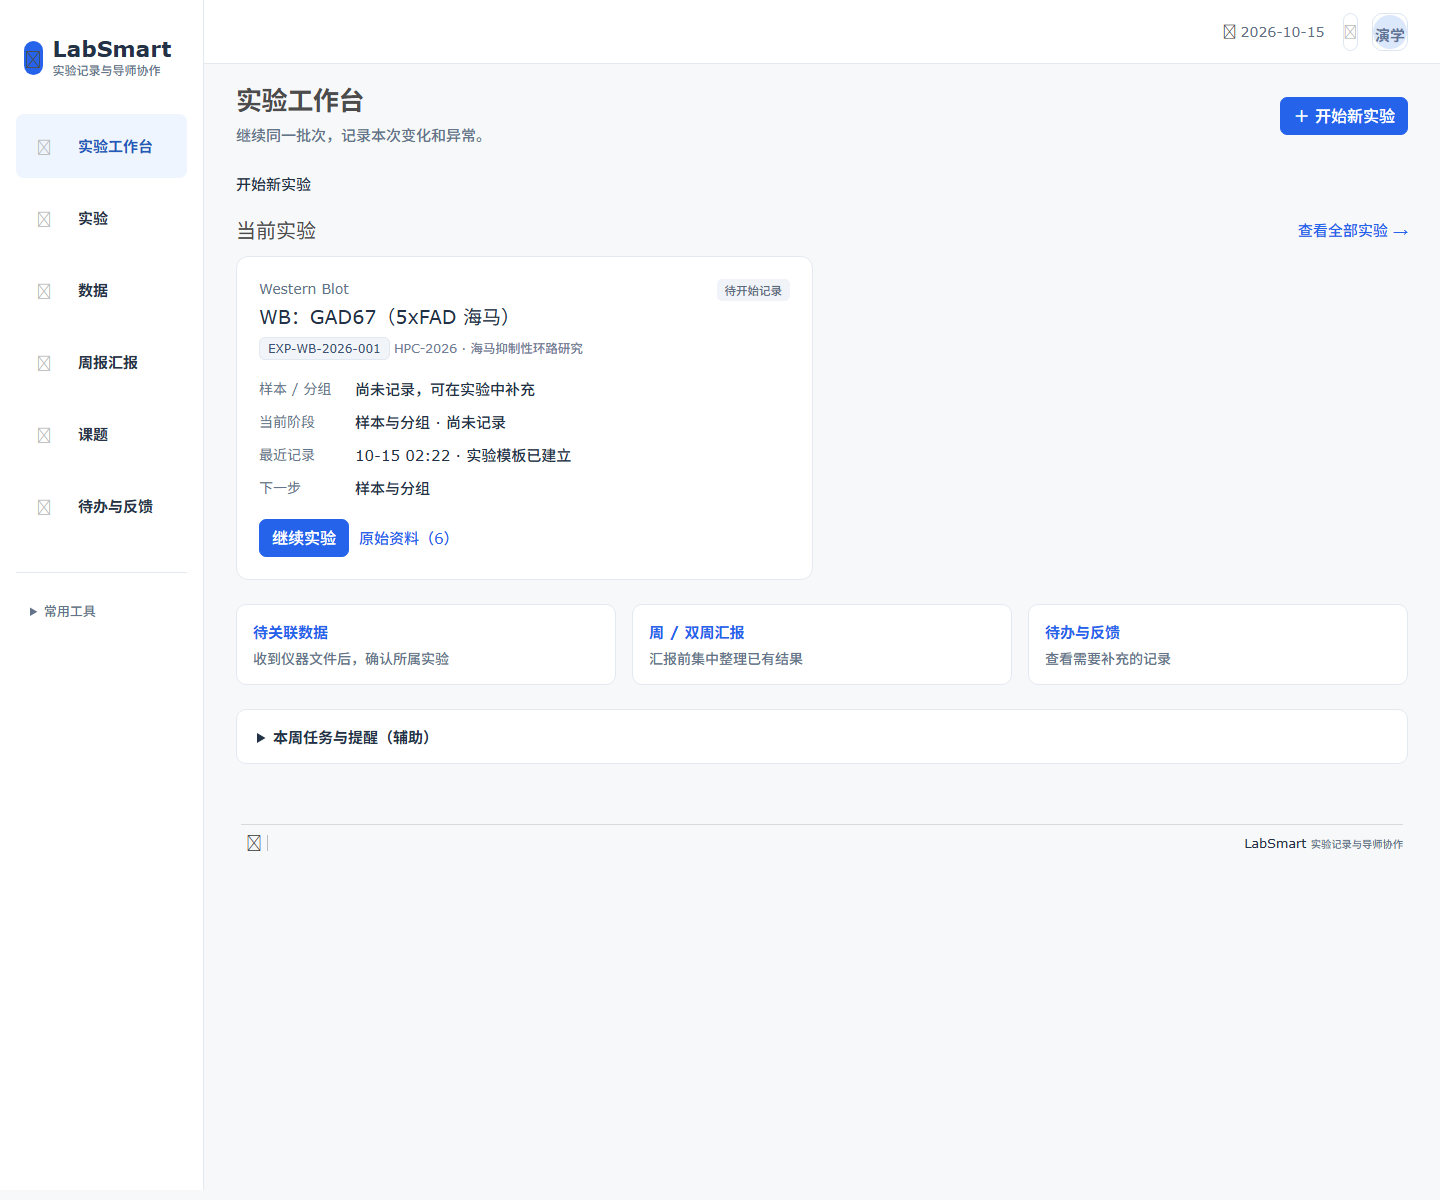 LabSmart
实验记录与导师协作
实验工作台
实验
数据
周报汇报
课题
待办与反馈
常用工具
2026-10-15
演学
实验工作台
继续同一批次，记录本次变化和异常。
+ 开始新实验
开始新实验
当前实验
查看全部实验 →
Western Blot
待开始记录
WB：GAD67（5xFAD 海马）
EXP-WB-2026-001 HPC-2026 · 海马抑制性环路研究
样本 / 分组 尚未记录，可在实验中补充
当前阶段 样本与分组 · 尚未记录
最近记录 10-15 02:22 · 实验模板已建立
下一步 样本与分组
继续实验 原始资料（6）
待关联数据
收到仪器文件后，确认所属实验
周 / 双周汇报
汇报前集中整理已有结果
待办与反馈
查看需要补充的记录
本周任务与提醒（辅助）
LabSmart 实验记录与导师协作